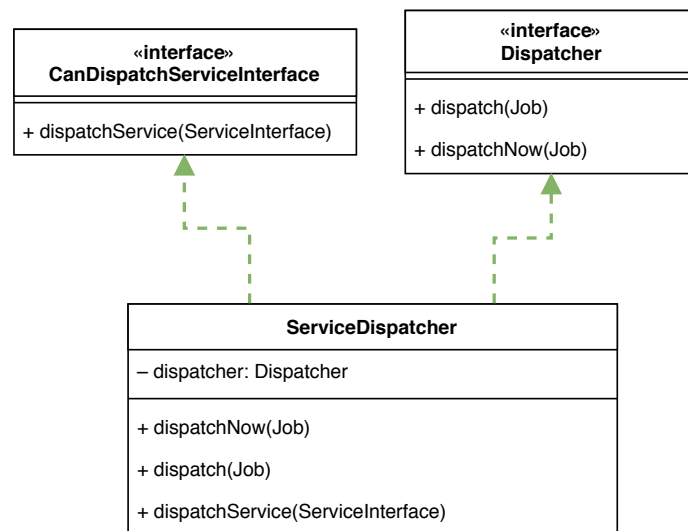 «interface»
CanDispatchServiceInterface
+ dispatchService(ServiceInterface)
«interface»
Dispatcher
+ dispatch(Job)
+ dispatchNow(Job)
ServiceDispatcher
– dispatcher: Dispatcher
+ dispatchNow(Job)
+ dispatch(Job)
+ dispatchService(ServiceInterface)